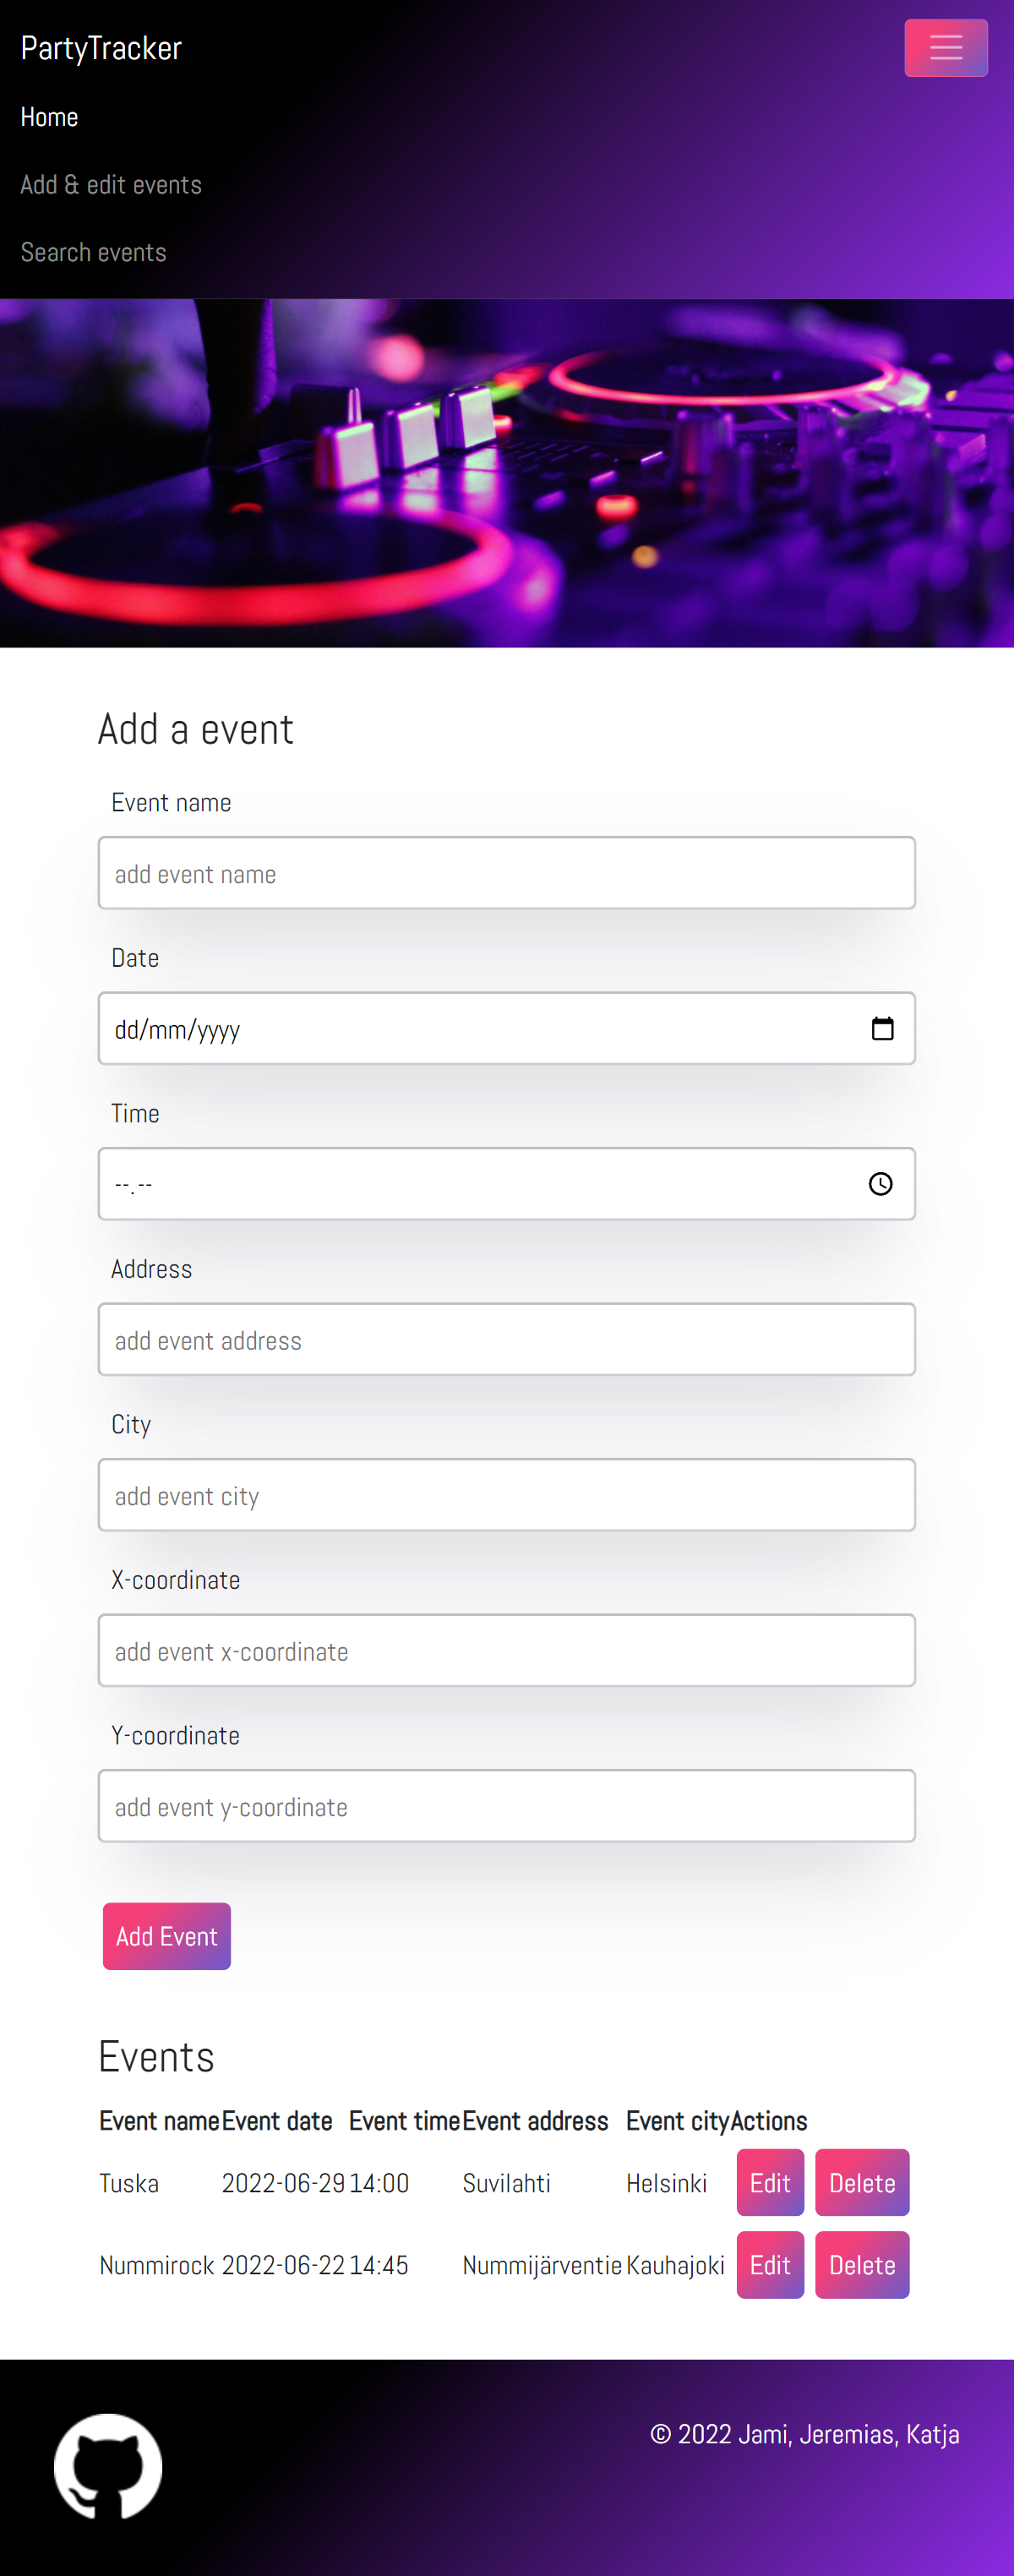 PartyTracker
Home
Add & edit events
Search events
Add a event
Event name
add event name
Date
dd/mm/yyyy
Time
--.--
Address
add event address
City
add event city
X-coordinate
add event x-coordinate
Y-coordinate
add event y-coordinate
Add Event
Events
Event name Event date Event time Event address Event city Actions
Tuska 2022-06-29 14:00 Suvilahti Helsinki Edit Delete
Nummirock 2022-06-22 14:45 Nummijärventie Kauhajoki Edit Delete
© 2022 Jami, Jeremias, Katja